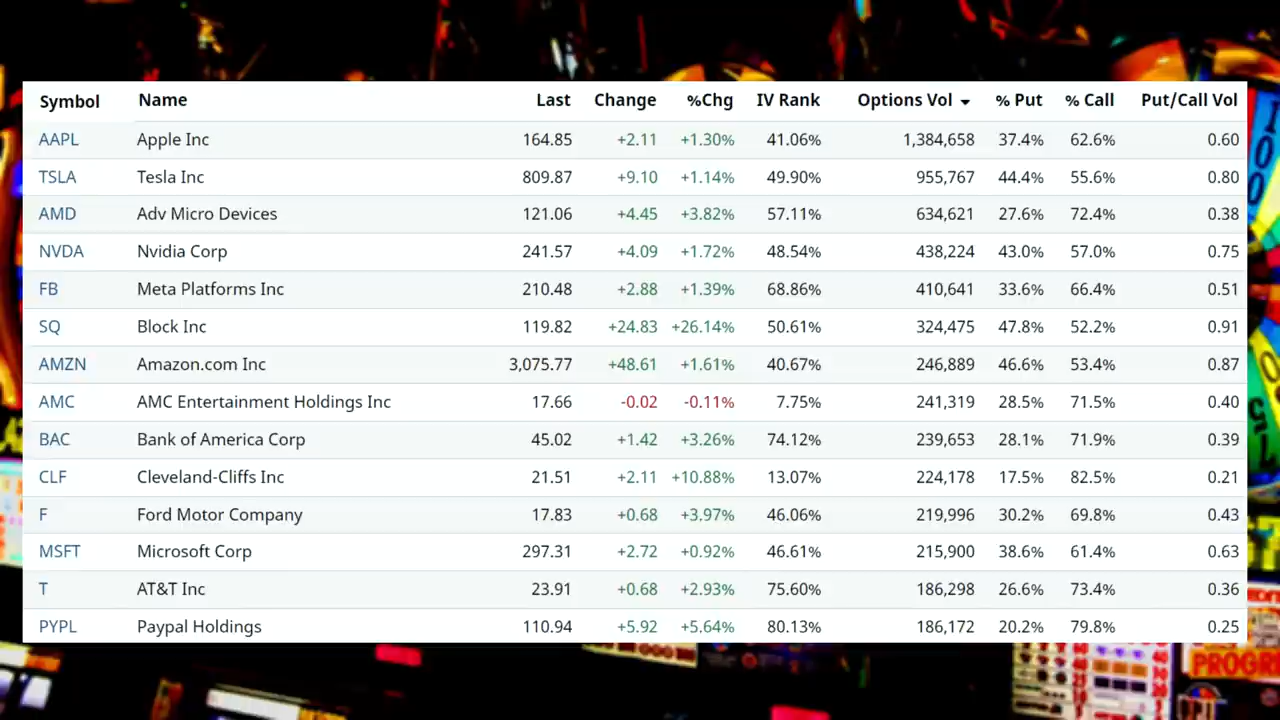 Symbol Name Last Change %Chg IV Rank Options Vol % Put % Call Put/Call Vol
AAPL Apple Inc 164.85 +2.11 +1.30% 41.06% 1,384,658 37.4% 62.6% 0.60
TSLA Tesla Inc 809.87 +9.10 +1.14% 49.90% 955,767 44.4% 55.6% 0.80
AMD Adv Micro Devices 121.06 +4.45 +3.82% 57.11% 634,621 27.6% 72.4% 0.38
NVDA Nvidia Corp 241.57 +4.09 +1.72% 48.54% 438,224 43.0% 57.0% 0.75
FB Meta Platforms Inc 210.48 +2.88 +1.39% 68.86% 410,641 33.6% 66.4% 0.51
SQ Block Inc 119.82 +24.83 +26.14% 50.61% 324,475 47.8% 52.2% 0.91
AMZN Amazon.com Inc 3,075.77 +48.61 +1.61% 40.67% 246,889 46.6% 53.4% 0.87
AMC AMC Entertainment Holdings Inc 17.66 -0.02 -0.11% 7.75% 241,319 28.5% 71.5% 0.40
BAC Bank of America Corp 45.02 +1.42 +3.26% 74.12% 239,653 28.1% 71.9% 0.39
CLF Cleveland-Cliffs Inc 21.51 +2.11 +10.88% 13.07% 224,178 17.5% 82.5% 0.21
F Ford Motor Company 17.83 +0.68 +3.97% 46.06% 219,996 30.2% 69.8% 0.43
MSFT Microsoft Corp 297.31 +2.72 +0.92% 46.61% 215,900 38.6% 61.4% 0.63
T AT&T Inc 23.91 +0.68 +2.93% 75.60% 186,298 26.6% 73.4% 0.36
PYPL Paypal Holdings 110.94 +5.92 +5.64% 80.13% 186,172 20.2% 79.8% 0.25
100
PROGR